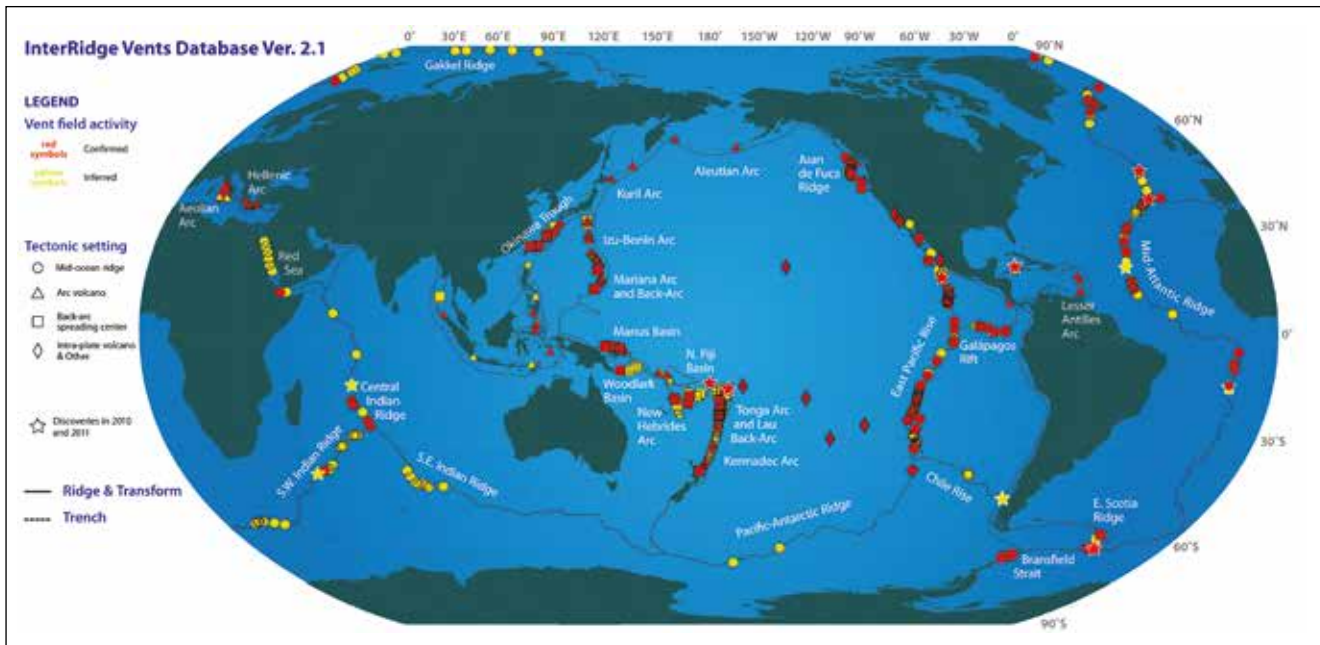 InterRidge Vents Database Ver. 2.1
0° 30°E 60°E 90°E 120°E 150°E 180° 150°W 120°W 90°W 60°W 30°W 0°
90°N
Gakkel Ridge
LEGEND
Vent field activity
red symbols Confirmed
yellow symbols Inferred
60°N
Hellenic
Arc
Aeolian
Arc
Aleutian Arc
Kuril Arc
Juan
de Fuca
Ridge
Okinawa Trough
30°N
Tectonic setting
Mid-ocean ridge
Arc volcano
Back-arc
spreading center
Intra-plate volcano
& Other
Red
Sea
Izu-Bonin Arc
Mariana Arc
and Back-Arc
Mid-Atlantic Ridge
Lesser
Antilles
Arc
Manus Basin
0°
Galapagos
Rift
East Pacific Rise
N. Fiji
Basin
Woodlark
Basin
Central
Indian
Ridge
New
Hebrides
Arc
Tonga Arc
and Lau
Back-Arc
Discoveries in 2010
and 2011
30°S
S.W. Indian Ridge
S.E. Indian Ridge
Kermadec Arc
Chile Rise
Ridge & Transform
Trench
Pacific-Antarctic Ridge
E. Scotia
Ridge
60°S
Bransfield
Strait
90°S